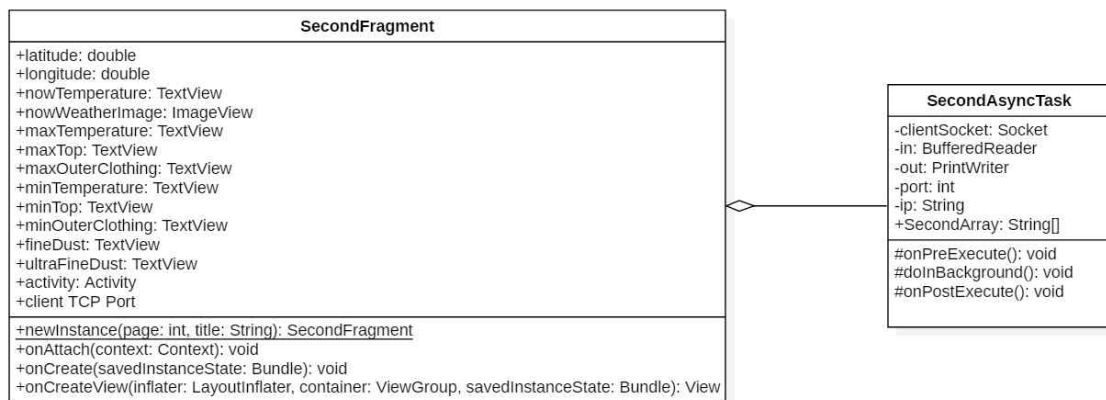 SecondFragment
+latitude: double
+longitude: double
+nowTemperature: TextView
+nowWeatherImage: ImageView
+maxTemperature: TextView
+maxTop: TextView
+maxOuterClothing: TextView
+minTemperature: TextView
+minTop: TextView
+minOuterClothing: TextView
+fineDust: TextView
+ultraFineDust: TextView
+activity: Activity
+client TCP Port
+newInstance(page: int, title: String): SecondFragment
+onAttach(context: Context): void
+onCreate(savedInstanceState: Bundle): void
+onCreateView(inflater: LayoutInflater, container: ViewGroup, savedInstanceState: Bundle): View
SecondAsyncTask
-clientSocket: Socket
-in: BufferedReader
-out: PrintWriter
-port: int
-ip: String
+SecondArray: String[]
#onPreExecute(): void
#doInBackground(): void
#onPostExecute(): void